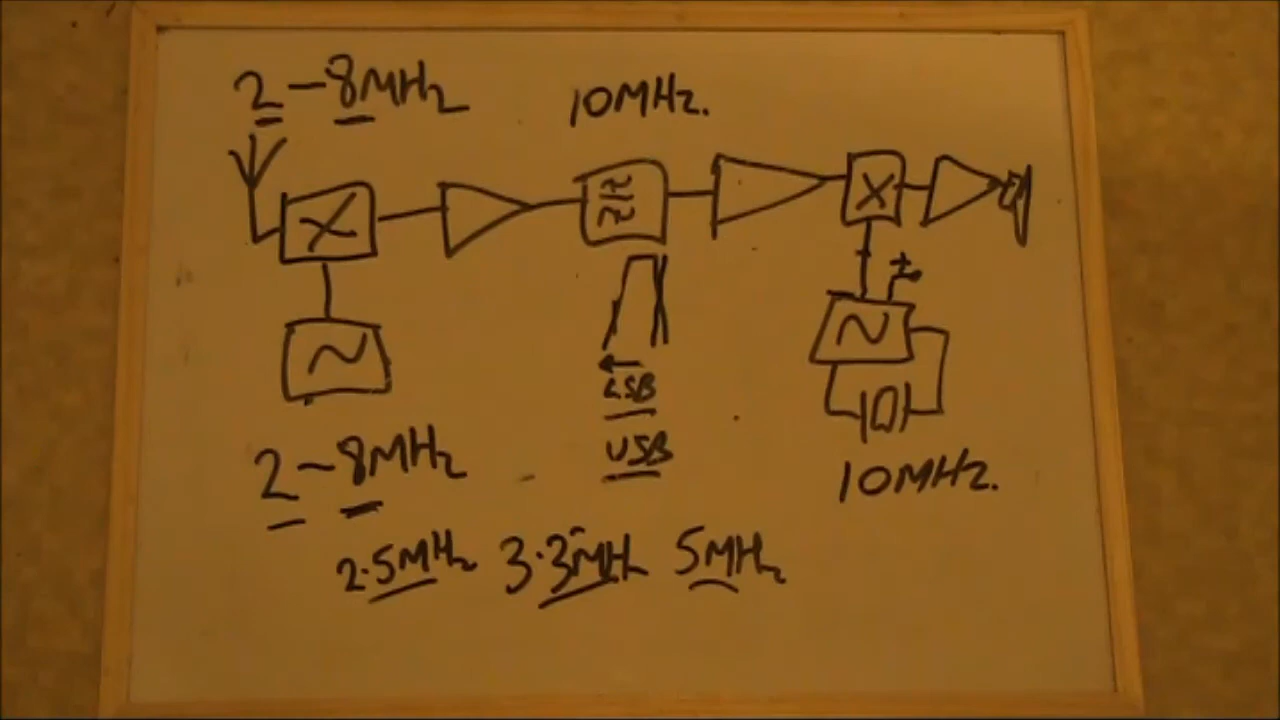 2-8MHz
10MHz.
X
X
LSB
USB
2-8MHz
10MHz.
2.5MHz 3.3MHz 5MHz